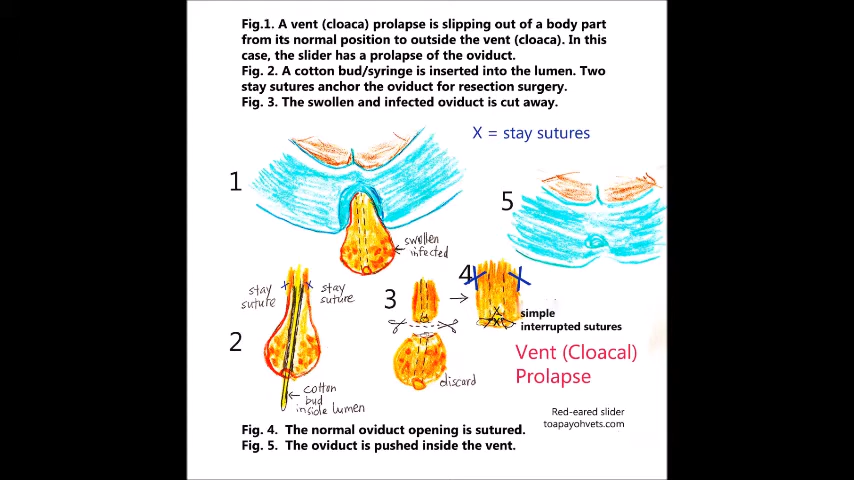 Fig.1. A vent (cloaca) prolapse is slipping out of a body part
from its normal position to outside the vent (cloaca). In this
case, the slider has a prolapse of the oviduct.
Fig. 2. A cotton bud/syringe is inserted into the lumen. Two
stay sutures anchor the oviduct for resection surgery.
Fig. 3. The swollen and infected oviduct is cut away.
X = stay sutures
1
5
swollen
infected
4
stay
suture
x
x
stay
suture
3
simple
interrupted sutures
2
Vent (Cloacal)
Prolapse
discard
cotton
bud
inside lumen
Red-eared slider
toapayohvets.com
Fig. 4. The normal oviduct opening is sutured.
Fig. 5. The oviduct is pushed inside the vent.